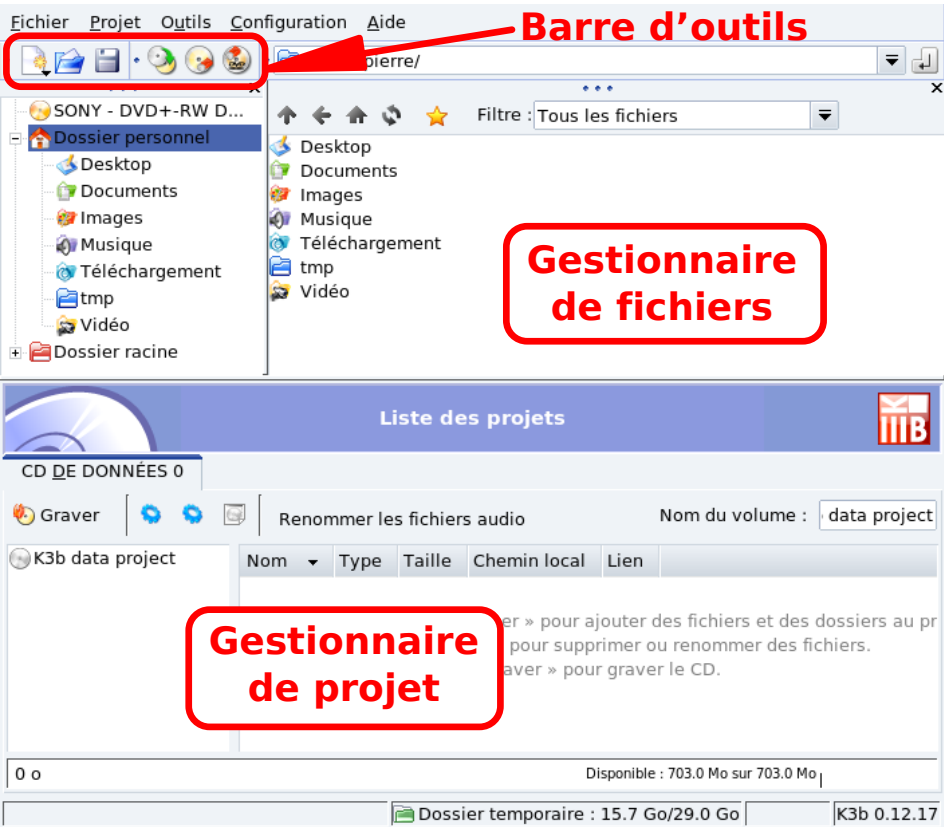 Fichier Projet Outils Configuration Aide
Barre d'outils
pierre/
SONY - DVD+-RW D...
Filtre : Tous les fichiers
Dossier personnel
Desktop
Documents
Images
Musique
Téléchargement
tmp
Vidéo
Dossier racine
Desktop
Documents
Images
Musique
Téléchargement
tmp
Vidéo
Gestionnaire
de fichiers
Liste des projets
CD DE DONNÉES 0
Graver
Renommer les fichiers audio
Nom du volume : data project
K3b data project
Nom Type Taille Chemin local Lien
er » pour ajouter des fichiers et des dossiers au pr
pour supprimer ou renommer des fichiers.
aver » pour graver le CD.
Gestionnaire
de projet
0 o
Disponible : 703.0 Mo sur 703.0 Mo
Dossier temporaire : 15.7 Go/29.0 Go
K3b 0.12.17